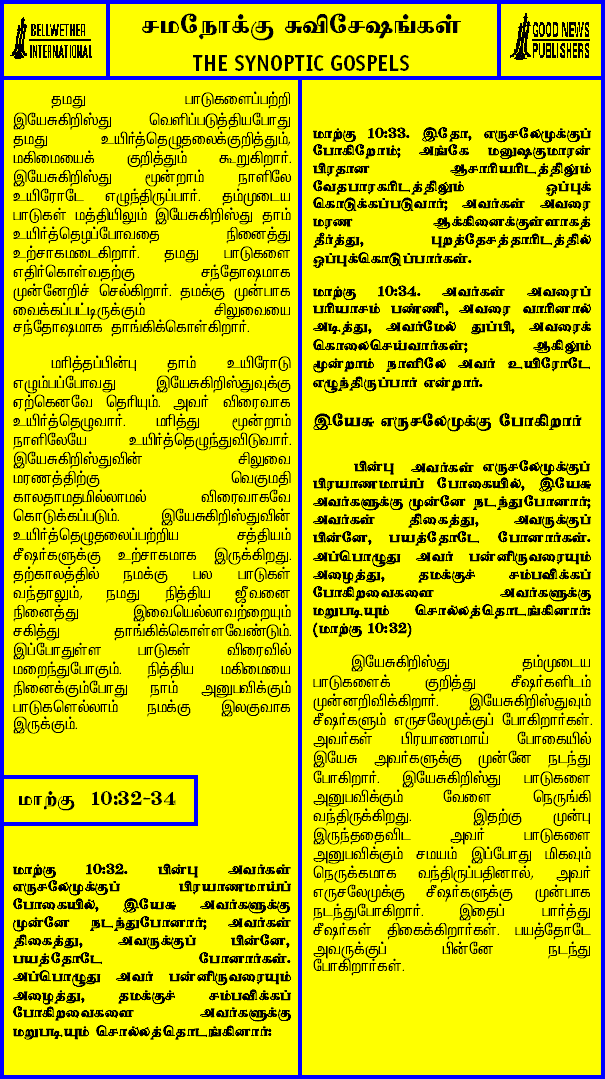 BELLWETHER
INTERNATIONAL
சமநோக்கு சுவிசேஷங்கள்
THE SYNOPTIC GOSPELS
GOOD NEWS
PUBLISHERS
தமது பாடுகளைப்பற்றி
இயேசுகிறிஸ்து வெளிப்படுத்தியபோது
தமது உயிர்த்தெழுதலைக்குறித்தும்,
மகிமையைக் குறித்தும் கூறுகிறார்.
இயேசுகிறிஸ்து மூன்றாம் நாளிலே
உயிரோடே எழுந்திருப்பார். தம்முடைய
பாடுகள் மத்தியிலும் இயேசுகிறிஸ்து தாம்
உயிர்த்தெழப்போவதை நினைத்து
உற்சாகமடைகிறார். தமது பாடுகளை
எதிர்கொள்வதற்கு சந்தோஷமாக
முன்னேறிச் செல்கிறார். தமக்கு முன்பாக
வைக்கப்பட்டிருக்கும் சிலுவையை
சந்தோஷமாக தாங்கிக்கொள்கிறார்.
மரித்தப்பின்பு தாம் உயிரோடு
எழும்பப்போவது இயேசுகிறிஸ்துவுக்கு
ஏற்கெனவே தெரியும். அவர் விரைவாக
உயிர்த்தெழுவார். மரித்து மூன்றாம்
நாளிலேயே உயிர்த்தெழுந்துவிடுவார்.
இயேசுகிறிஸ்துவின் சிலுவை
மரணத்திற்கு வெகுமதி
காலதாமதமில்லாமல் விரைவாகவே
கொடுக்கப்படும். இயேசுகிறிஸ்துவின்
உயிர்த்தெழுதலைப்பற்றிய சத்தியம்
சீஷர்களுக்கு உற்சாகமாக இருக்கிறது.
தற்காலத்தில் நமக்கு பல பாடுகள்
வந்தாலும், நமது நித்திய ஜீவனை
நினைத்து இவையெல்லாவற்றையும்
சகித்து தாங்கிக்கொள்ளவேண்டும்.
இப்போதுள்ள பாடுகள் விரைவில்
மறைந்துபோகும். நித்திய மகிமையை
நினைக்கும்போது நாம் அனுபவிக்கும்
பாடுகளெல்லாம் நமக்கு இலகுவாக
இருக்கும்.
மாற்கு 10:32-34
மாற்கு 10:32. பின்பு அவர்கள்
எருசலேமுக்குப் பிரயாணமாய்ப்
போகையில், இயேசு அவர்களுக்கு
முன்னே நடந்துபோனார்; அவர்கள்
திகைத்து, அவருக்குப் பின்னே,
பயத்தோடே போனார்கள்.
அப்பொழுது அவர் பன்னிருவரையும்
அழைத்து, தமக்குச் சம்பவிக்கப்
போகிறவைகளை அவர்களுக்கு
மறுபடியும் சொல்லத்தொடங்கினார்:
மாற்கு 10:33. இதோ, எருசலேமுக்குப்
போகிறோம்; அங்கே மனுஷகுமாரன்
பிரதான ஆசாரியரிடத்திலும்
வேதபாரகரிடத்திலும் ஒப்புக்
கொடுக்கப்படுவார்; அவர்கள் அவரை
மரண ஆக்கினைக்குள்ளாகத்
தீர்த்து, புறத்தேசத்தாரிடத்தில்
ஒப்புக்கொடுப்பார்கள்.
மாற்கு 10:34. அவர்கள் அவரைப்
பரியாசம் பண்ணி, அவரை வாரினால்
அடித்து, அவர்மேல் துப்பி, அவரைக்
கொலைசெய்வார்கள்; ஆகிலும்
மூன்றாம் நாளிலே அவர் உயிரோடே
எழுந்திருப்பார் என்றார்.
இயேசு எருசலேமுக்கு போகிறார்
பின்பு அவர்கள் எருசலேமுக்குப்
பிரயாணமாய்ப் போகையில், இயேசு
அவர்களுக்கு முன்னே நடந்துபோனார்;
அவர்கள் திகைத்து, அவருக்குப்
பின்னே, பயத்தோடே போனார்கள்.
அப்பொழுது அவர் பன்னிருவரையும்
அழைத்து, தமக்குச் சம்பவிக்கப்
போகிறவைகளை அவர்களுக்கு
மறுபடியும் சொல்லத்தொடங்கினார்:
(மாற்கு 10:32)
இயேசுகிறிஸ்து தம்முடைய
பாடுகளைக் குறித்து சீஷர்களிடம்
முன்னறிவிக்கிறார். இயேசுகிறிஸ்துவும்
சீஷர்களும் எருசலேமுக்குப் போகிறார்கள்.
அவர்கள் பிரயாணமாய் போகையில்
இயேசு அவர்களுக்கு முன்னே நடந்து
போகிறார். இயேசுகிறிஸ்து பாடுகளை
அனுபவிக்கும் வேளை நெருங்கி
வந்திருக்கிறது. இதற்கு முன்பு
இருந்ததைவிட அவர் பாடுகளை
அனுபவிக்கும் சமயம் இப்போது மிகவும்
நெருக்கமாக வந்திருப்பதினால், அவர்
எருசலேமுக்கு சீஷர்களுக்கு முன்பாக
நடந்துபோகிறார். இதைப் பார்த்து
சீஷர்கள் திகைக்கிறார்கள். பயத்தோடே
அவருக்குப் பின்னே நடந்து
போகிறார்கள்.